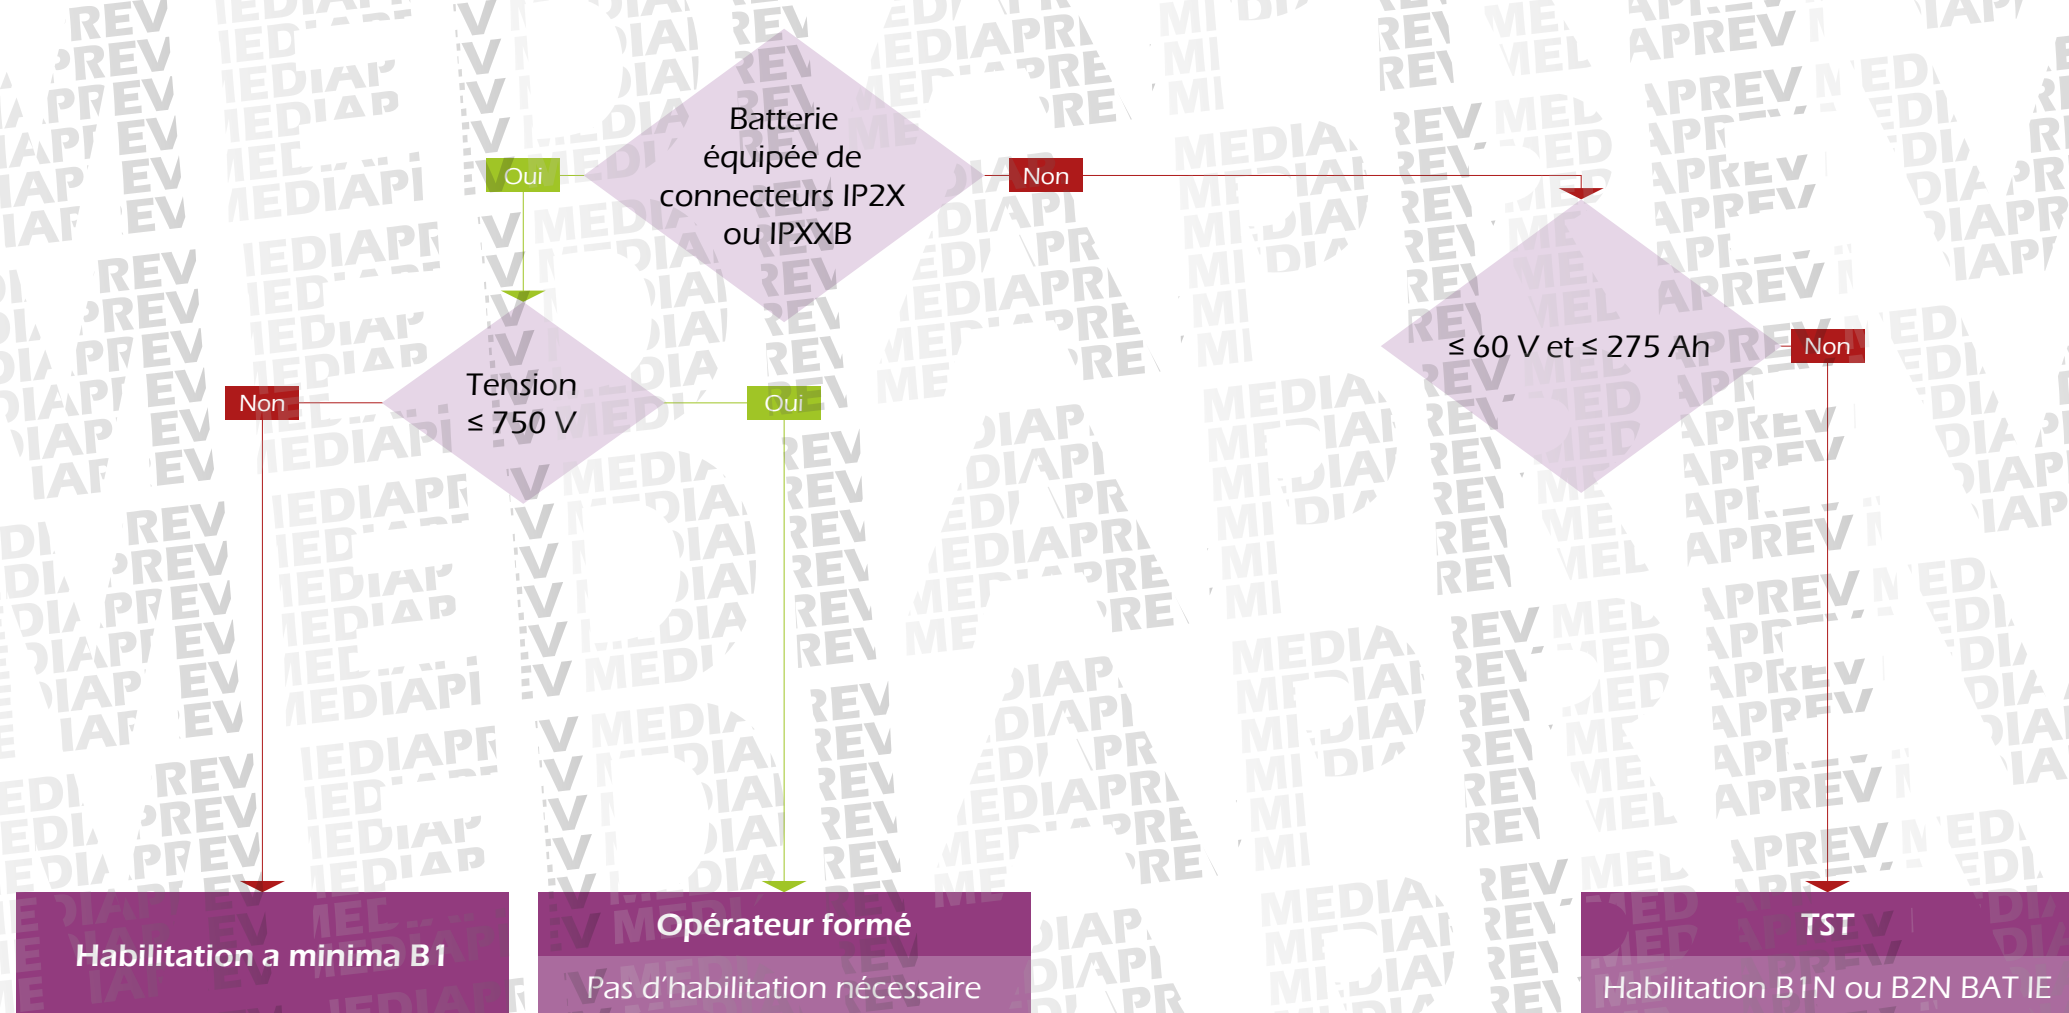 Batterie
équipée de
connecteurs IP2X
ou IPXXB
Oui
Non
Tension
≤ 750 V
≤ 60 V et ≤ 275 Ah
Non
Non
Oui
Habilitation a minima B1
Opérateur formé
Pas d'habilitation nécessaire
TST
Habilitation B1N ou B2N BAT IE